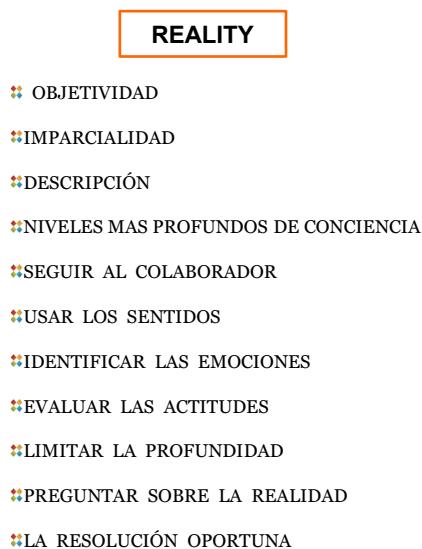 REALITY
OBJETIVIDAD
IMPARCIALIDAD
DESCRIPCIÓN
NIVELES MAS PROFUNDOS DE CONCIENCIA
SEGUIR AL COLABORADOR
USAR LOS SENTIDOS
IDENTIFICAR LAS EMOCIONES
EVALUAR LAS ACTITUDES
LIMITAR LA PROFUNDIDAD
PREGUNTAR SOBRE LA REALIDAD
LA RESOLUCIÓN OPORTUNA